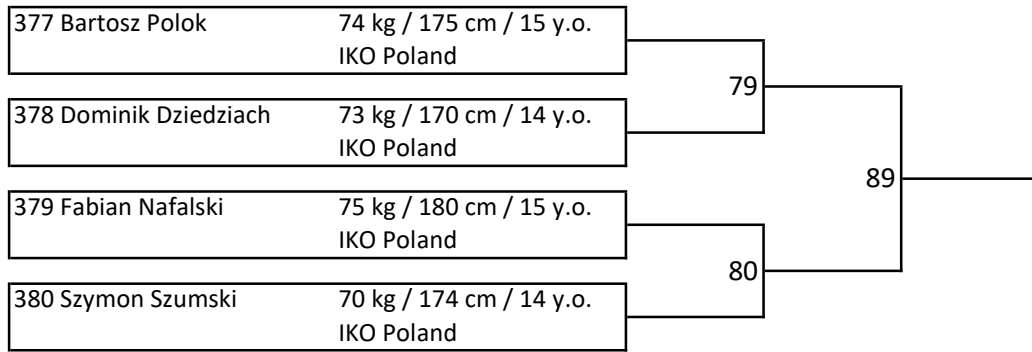 377 Bartosz Polok 74 kg / 175 cm / 15 y.o.
IKO Poland
79
378 Dominik Dziedziach 73 kg / 170 cm / 14 y.o.
IKO Poland
89
379 Fabian Nafalski 75 kg / 180 cm / 15 y.o.
IKO Poland
80
380 Szymon Szumski 70 kg / 174 cm / 14 y.o.
IKO Poland